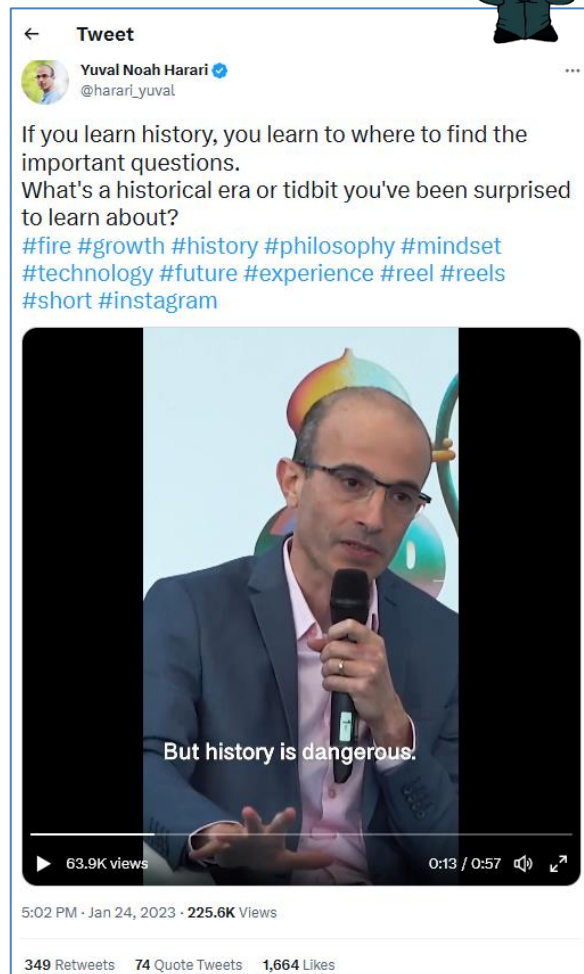 Tweet
Yuval Noah Harari
@harari_yuval
If you learn history, you learn to where to find the
important questions.
What's a historical era or tidbit you've been surprised
to learn about?
#fire #growth #history #philosophy #mindset
#technology #future #experience #reel #reels
#short #instagram
But history is dangerous.
63.9K views 0:13 / 0:57
5:02 PM · Jan 24, 2023 · 225.6K Views
349 Retweets 74 Quote Tweets 1,664 Likes